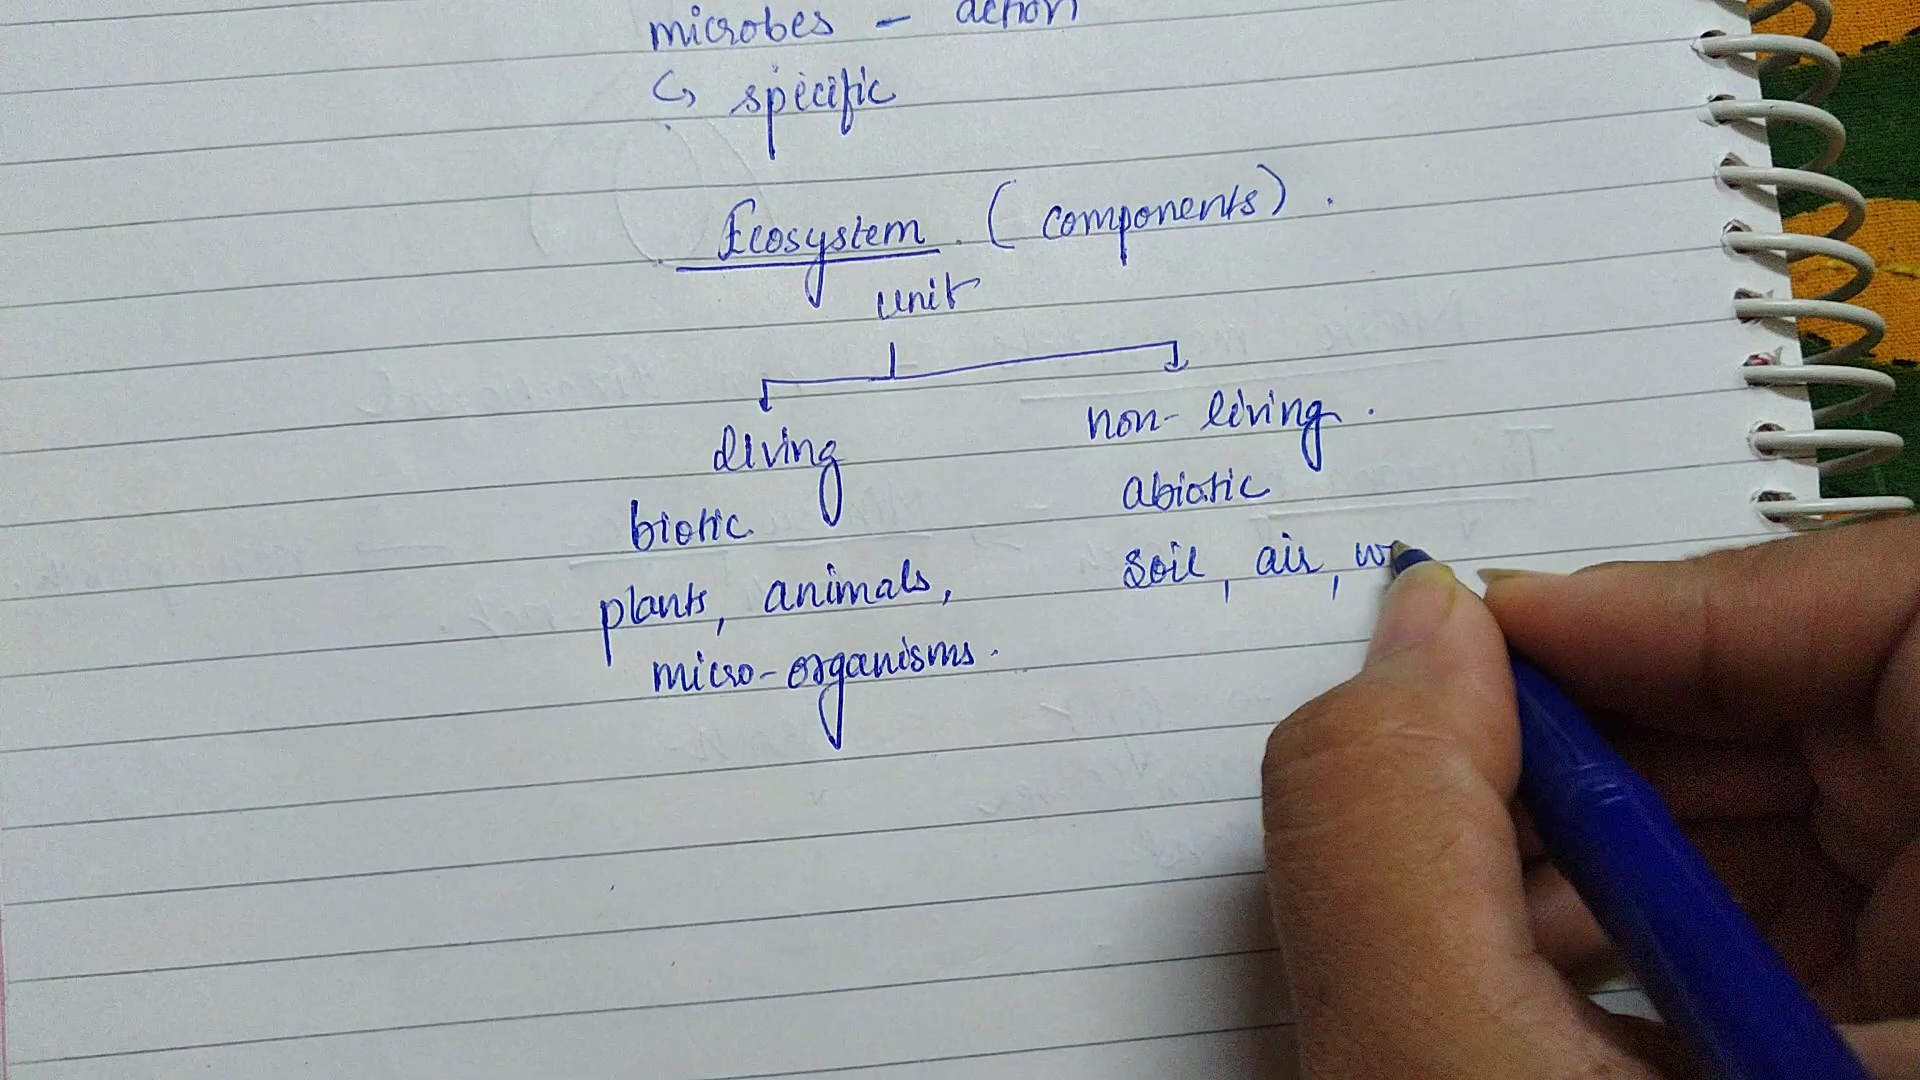 microbes - action
↳ specific
Ecosystem (components).
unit
living non-living.
biotic abiotic
plants, animals, soil, air, w
micro-organisms.